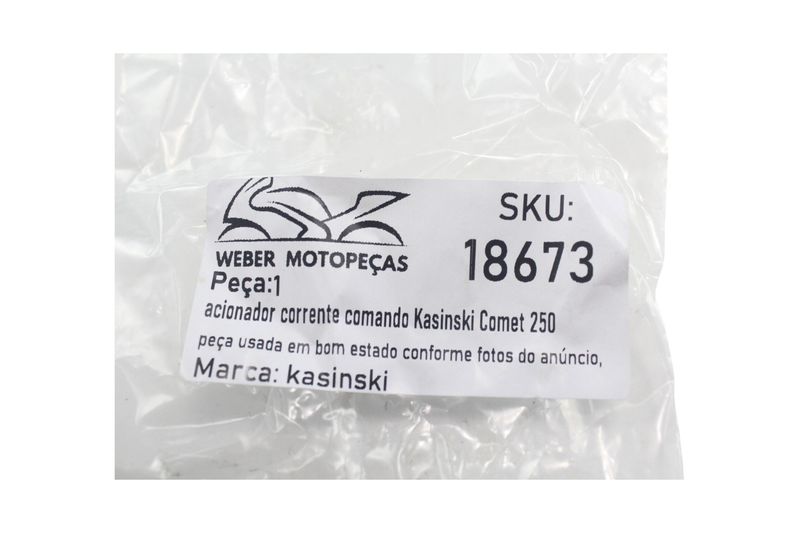 WEBER MOTOPEÇAS
SKU:
18673
Peça:1
acionador corrente comando Kasinski Comet 250
peça usada em bom estado conforme fotos do anúncio,
Marca: kasinski